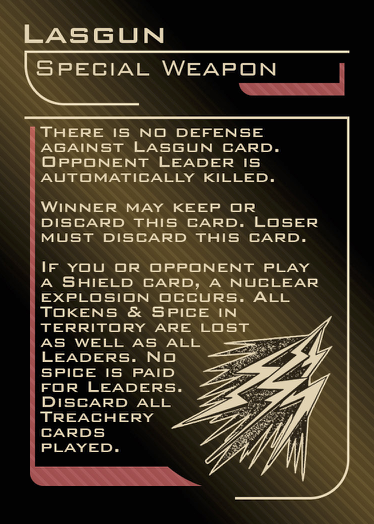 LASGUN
SPECIAL WEAPON
THERE IS NO DEFENSE
AGAINST LASGUN CARD.
OPPONENT LEADER IS
AUTOMATICALLY KILLED.
WINNER MAY KEEP OR
DISCARD THIS CARD. LOSER
MUST DISCARD THIS CARD.
IF YOU OR OPPONENT PLAY
A SHIELD CARD, A NUCLEAR
EXPLOSION OCCURS. ALL
TOKENS & SPICE IN
TERRITORY ARE LOST
AS WELL AS ALL
LEADERS. NO
SPICE IS PAID
FOR LEADERS.
DISCARD ALL
TREACHERY
CARDS
PLAYED.